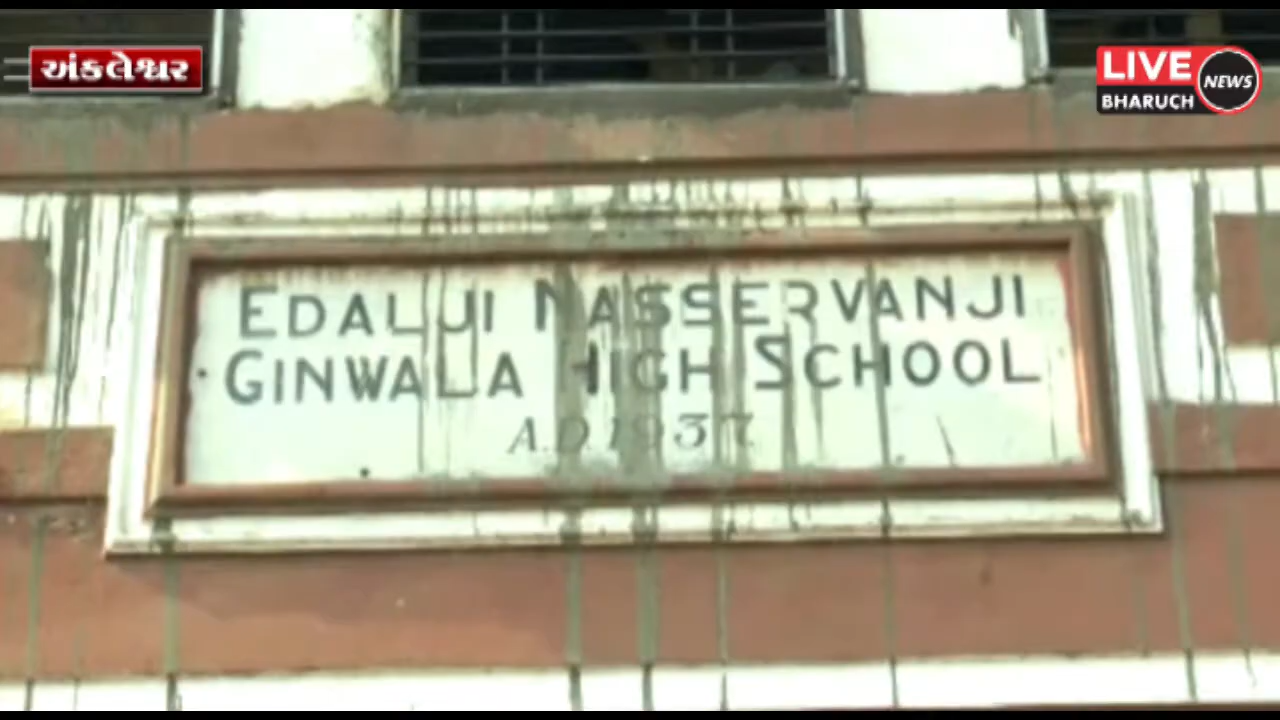 અંકલેશ્વર
LIVE
BHARUCH
NEWS
EDALJI NASSERVANJI
GINWALA HIGH SCHOOL
A.D.1937.